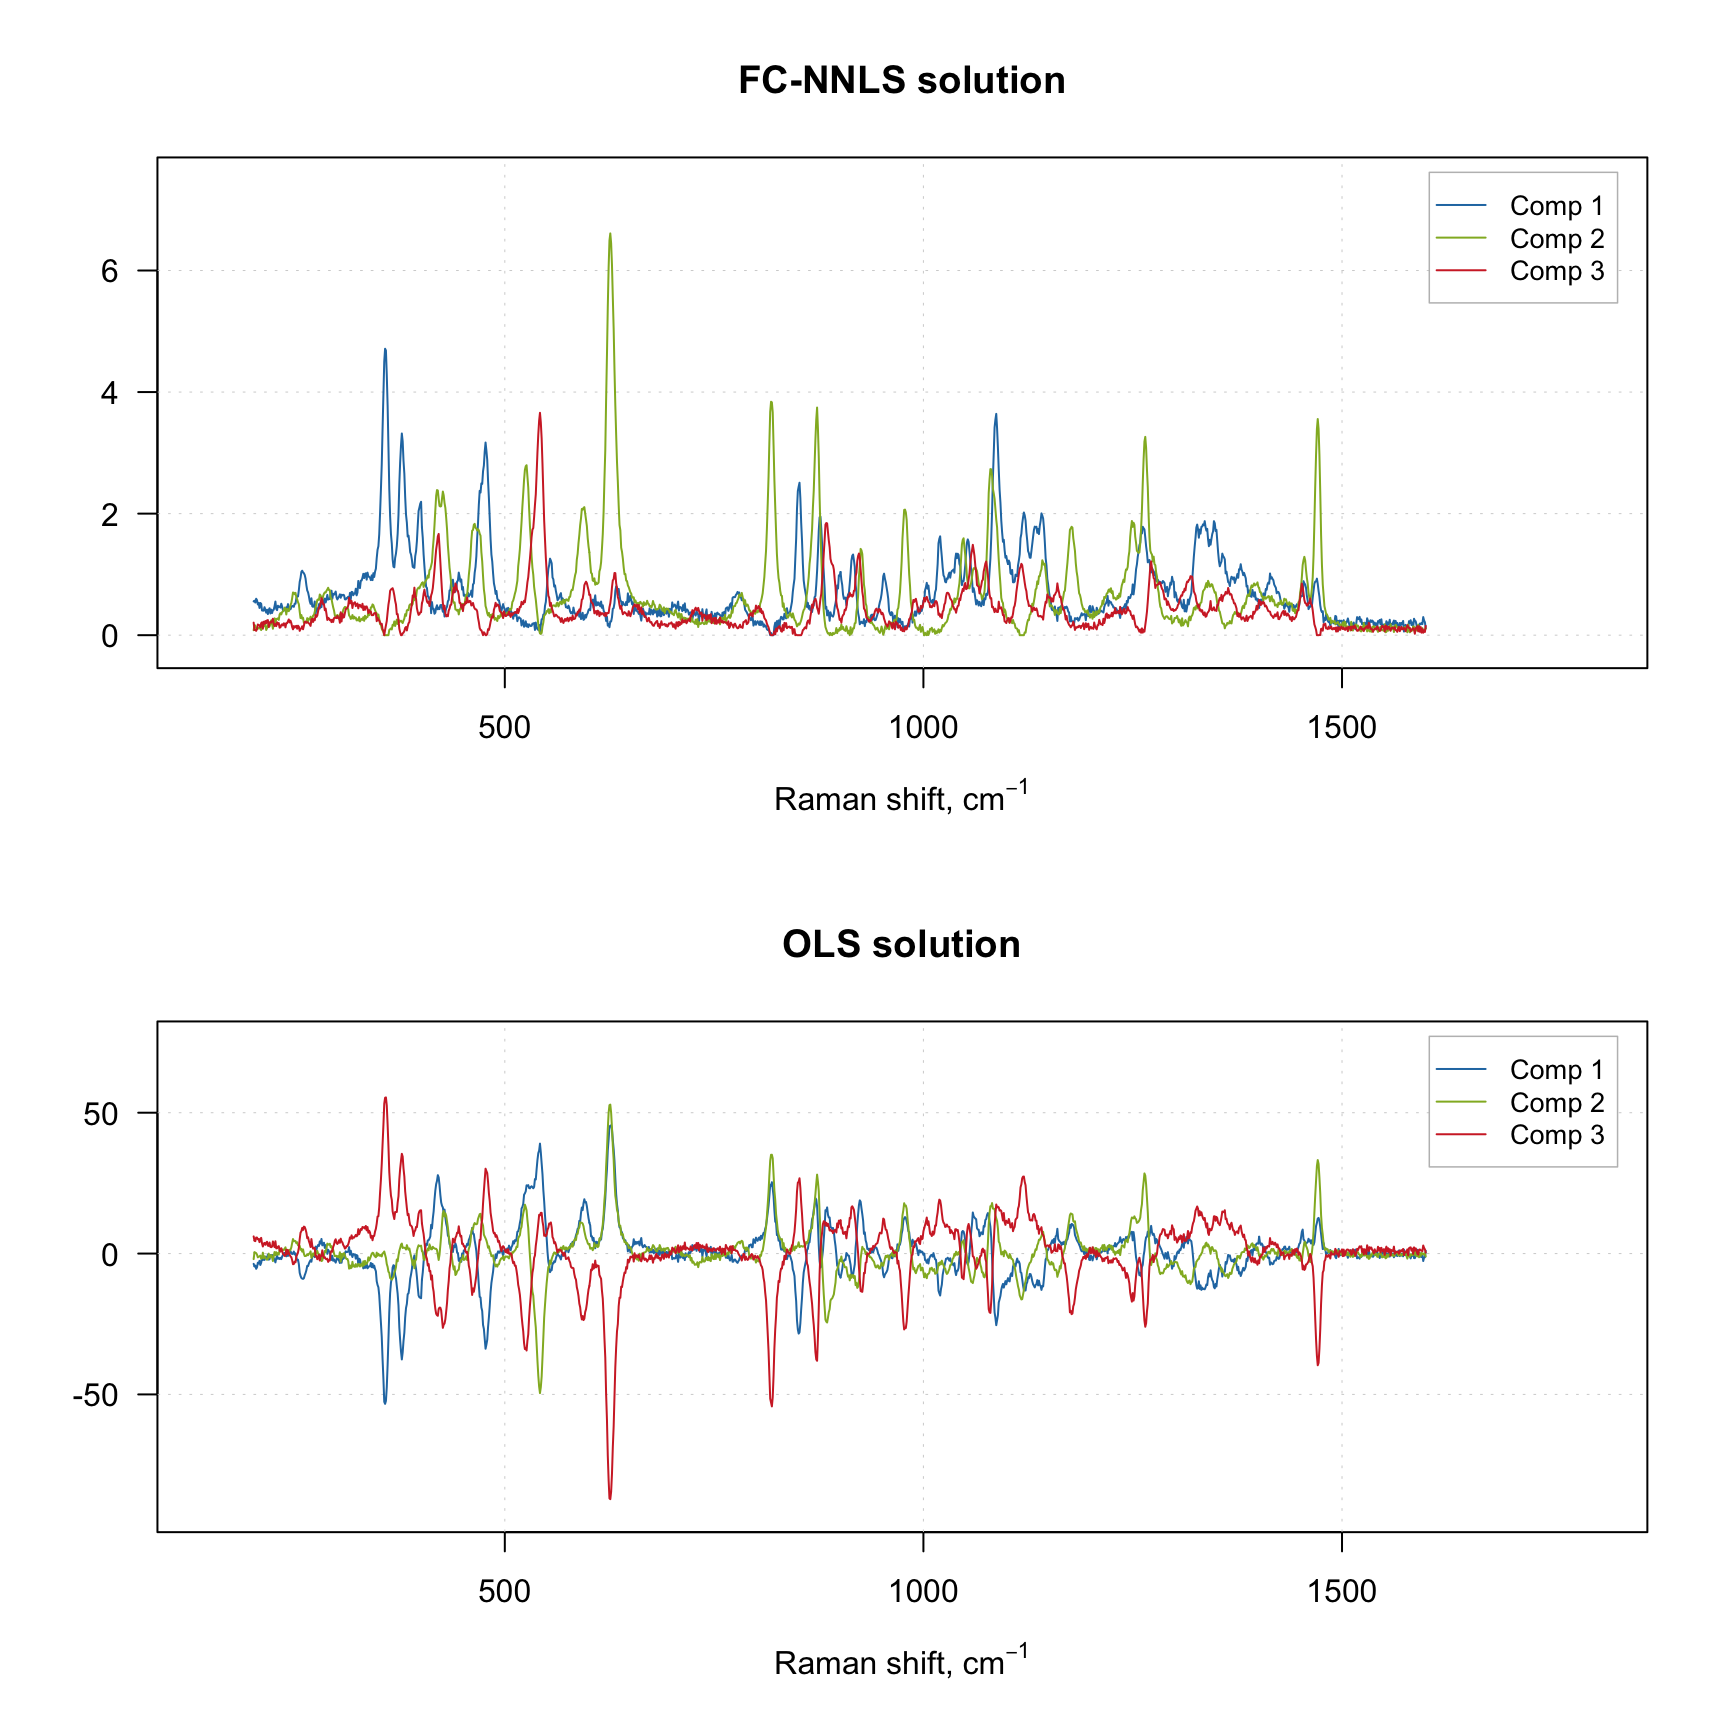 FC-NNLS solution
Comp 1
Comp 2
Comp 3
6
4
2
0
500 1000 1500
Raman shift, cm⁻¹
OLS solution
Comp 1
Comp 2
Comp 3
50
0
-50
500 1000 1500
Raman shift, cm⁻¹